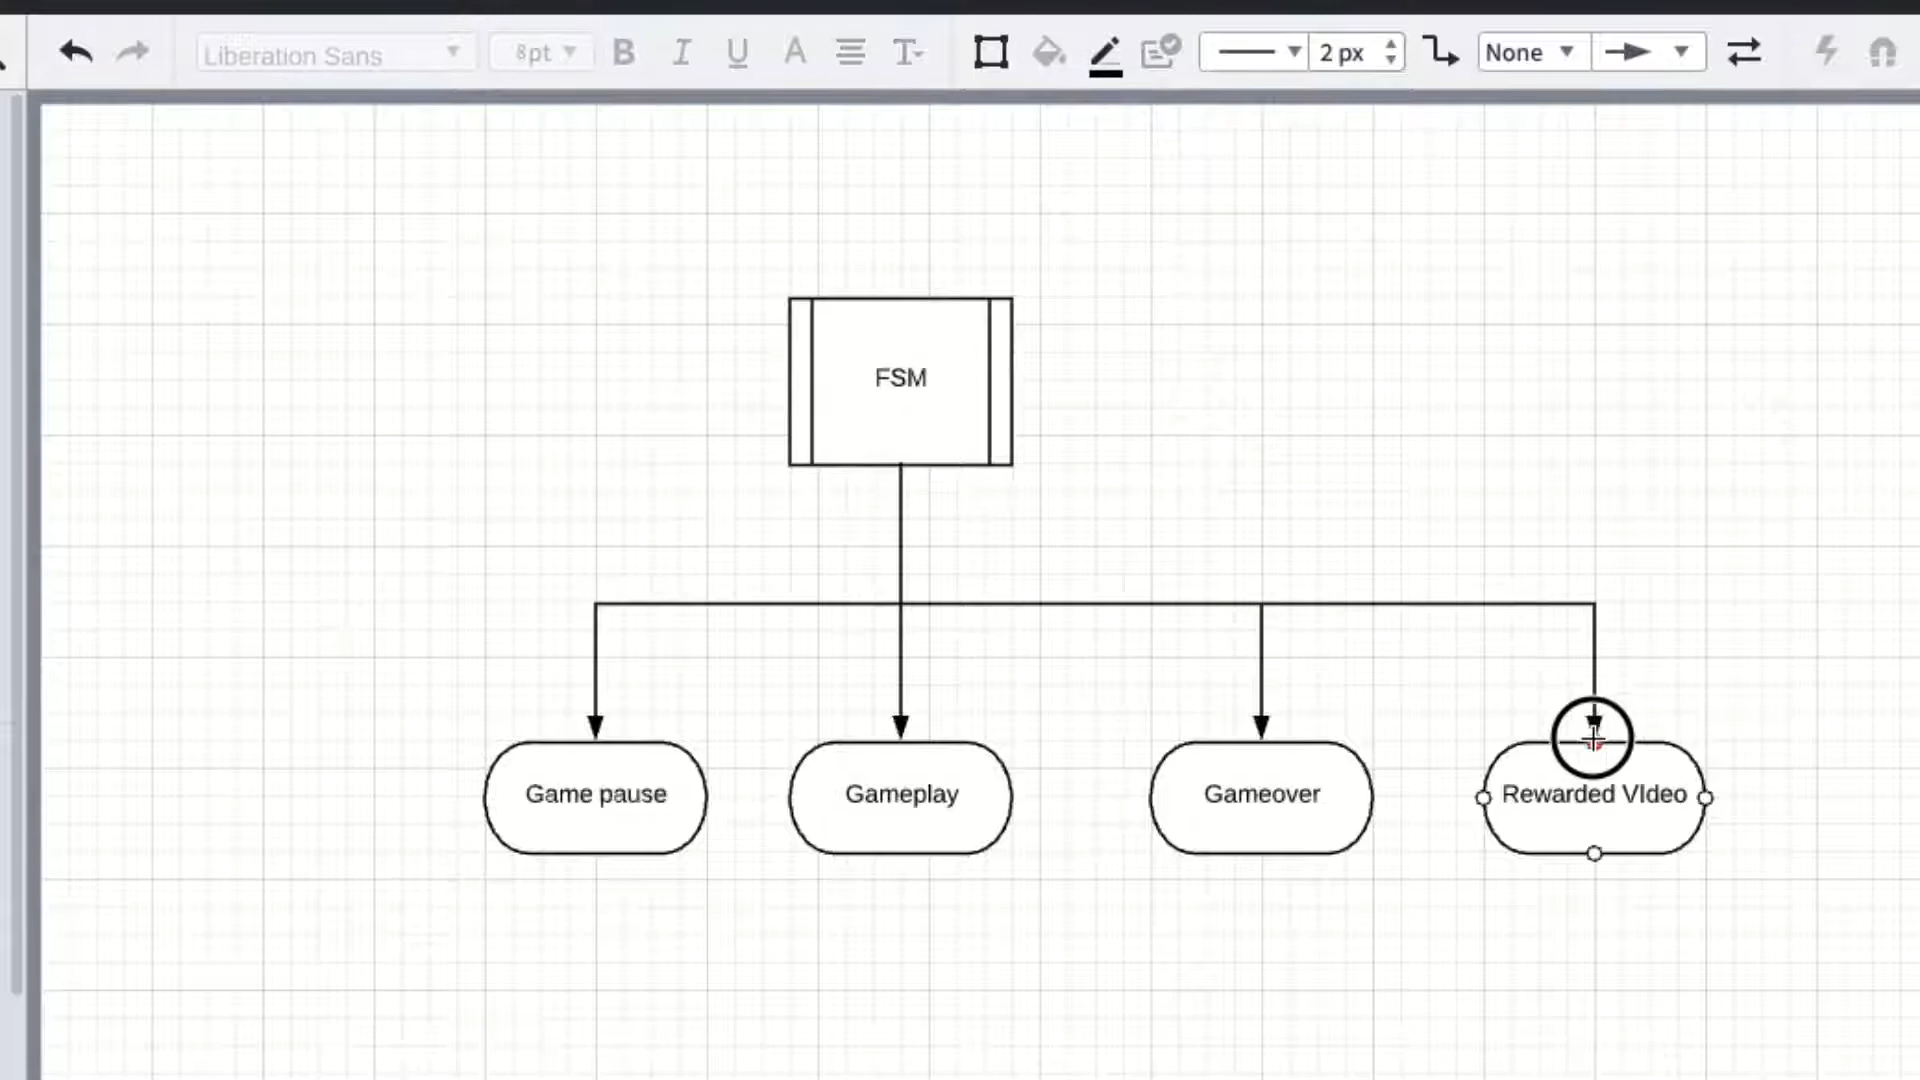 Liberation Sans
8pt
B
I
U
A
T
2 px
None
FSM
Game pause
Gameplay
Gameover
Rewarded VIdeo